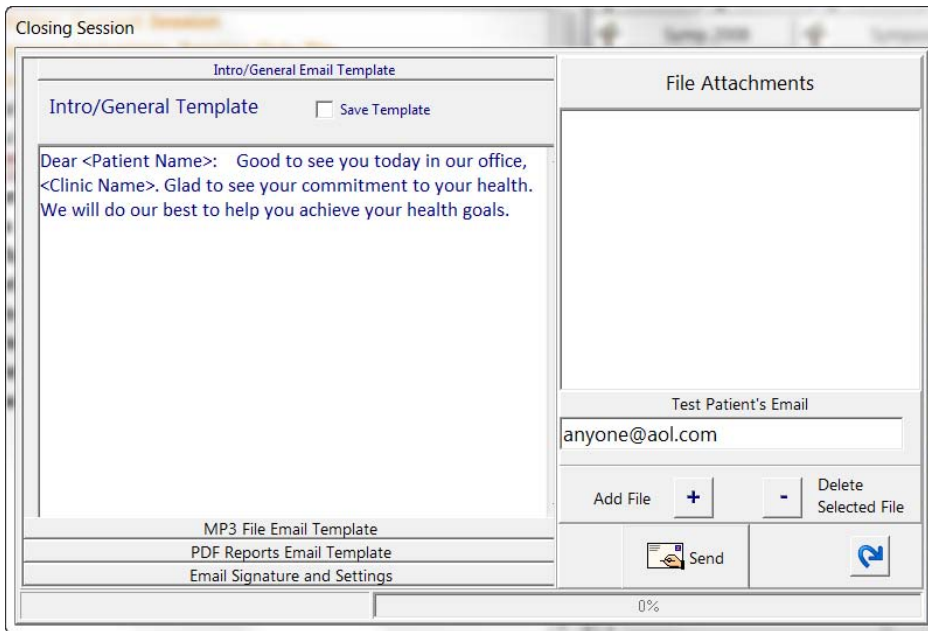 Closing Session
Intro/General Email Template
Intro/General Template
Save Template
Dear <Patient Name>:    Good to see you today in our office,
<Clinic Name>. Glad to see your commitment to your health.
We will do our best to help you achieve your health goals.
MP3 File Email Template
PDF Reports Email Template
Email Signature and Settings
File Attachments
Test Patient's Email
anyone@aol.com
Add File
+
-
Delete
Selected File
Send
0%